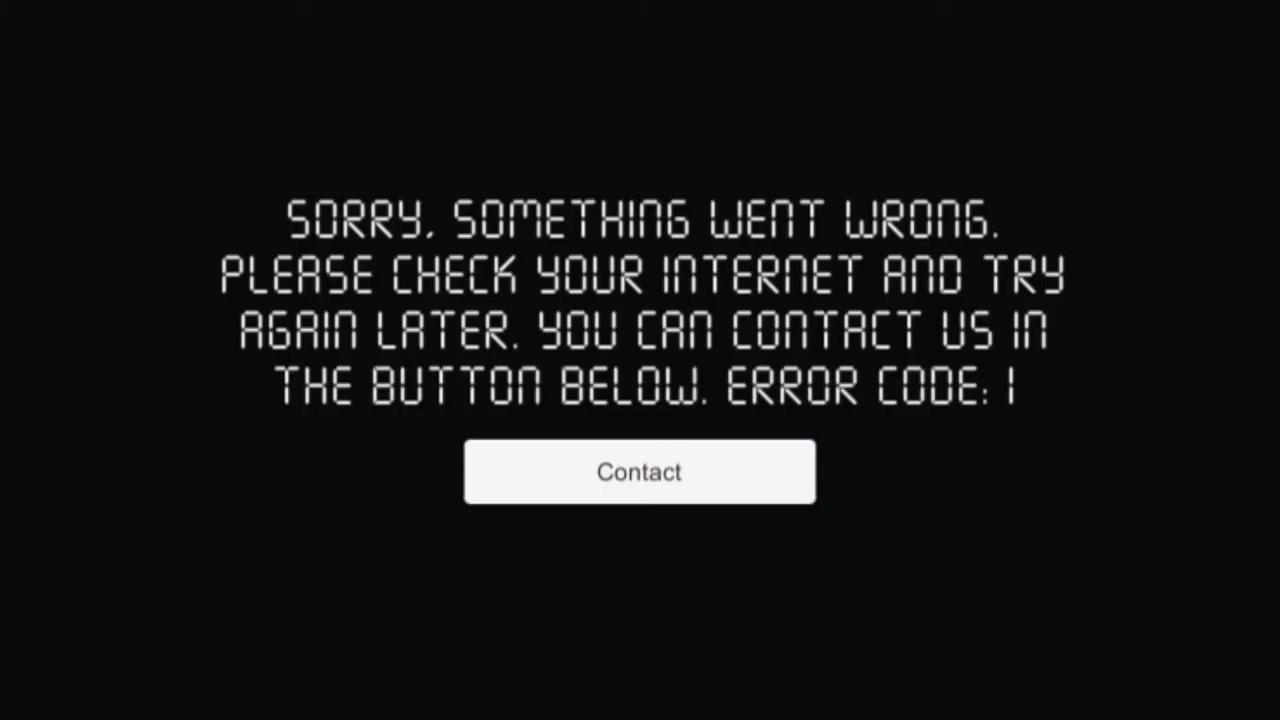 SORRY, SOMETHING WENT WRONG.
PLEASE CHECK YOUR INTERNET AND TRY
AGAIN LATER. YOU CAN CONTACT US IN
THE BUTTON BELOW. ERROR CODE: 1
Contact